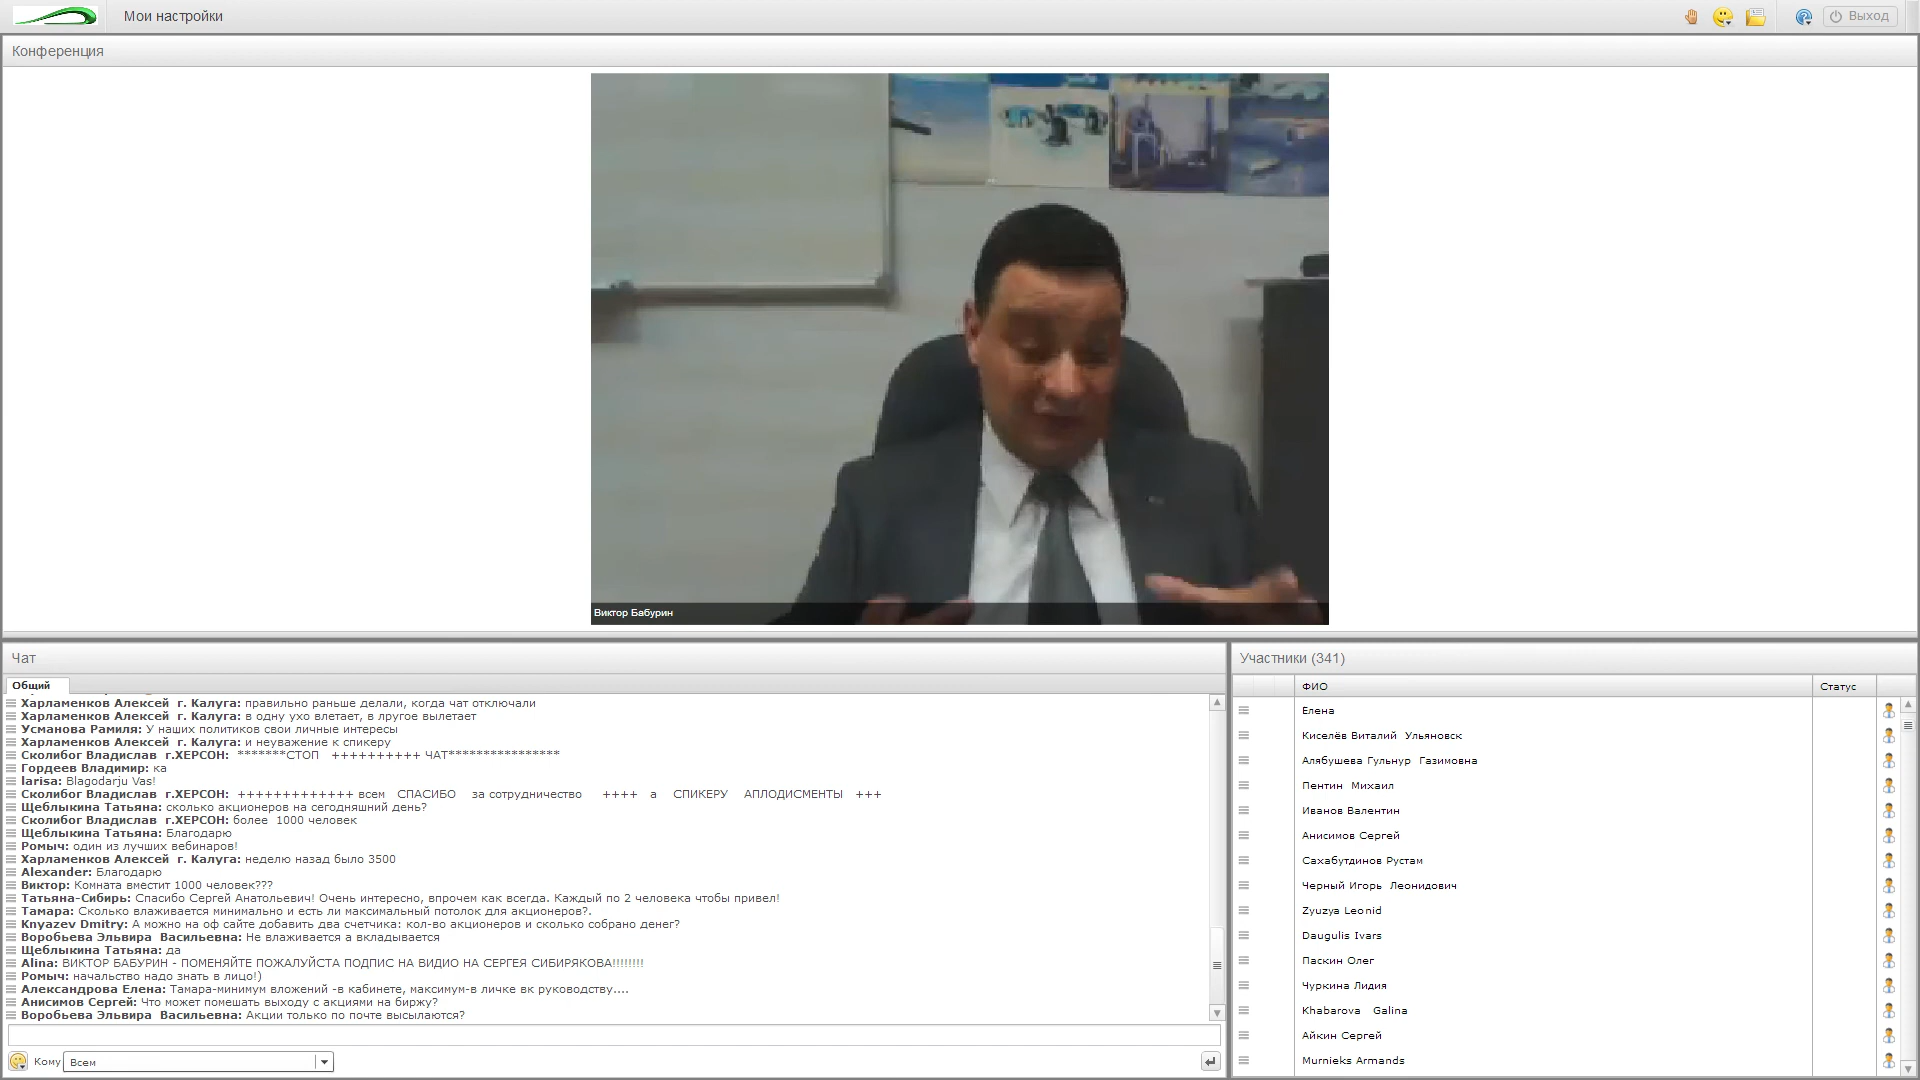 Мои настройки
Выход
Конференция
Виктор Бабурин
Чат
Общий
Харламенков Алексей г. Калуга: правильно раньше делали, когда чат отключали
Харламенков Алексей г. Калуга: в одну ухо влетает, в лругое вылетает
Усманова Рамиля: У наших политиков свои личные интересы
Харламенков Алексей г. Калуга: и неуважение к спикеру
Сколибог Владислав г.ХЕРСОН: *******СТОП ++++++++++ ЧАТ****************
Гордеев Владимир: ка
larisa: Blagodarju Vas!
Сколибог Владислав г.ХЕРСОН: +++++++++++++ всем СПАСИБО за сотрудничество ++++ а СПИКЕРУ АПЛОДИСМЕНТЫ +++
Щеблыкина Татьяна: сколько акционеров на сегодняшний день?
Сколибог Владислав г.ХЕРСОН: более 1000 человек
Щеблыкина Татьяна: Благодарю
Ромыч: один из лучших вебинаров!
Харламенков Алексей г. Калуга: неделю назад было 3500
Alexander: Благодарю
Виктор: Комната вместит 1000 человек???
Татьяна-Сибирь: Спасибо Сергей Анатольевич! Очень интересно, впрочем как всегда. Каждый по 2 человека чтобы привел!
Тамара: Сколько влаживается минимально и есть ли максимальный потолок для акционеров?.
Knyazev Dmitry: А можно на оф сайте добавить два счетчика: кол-во акционеров и сколько собрано денег?
Воробьева Эльвира Васильевна: Не влаживается а вкладывается
Щеблыкина Татьяна: да
Alina: ВИКТОР БАБУРИН - ПОМЕНЯЙТЕ ПОЖАЛУЙСТА ПОДПИС НА ВИДИО НА СЕРГЕЯ СИБИРЯКОВА!!!!!!!!
Ромыч: начальство надо знать в лицо!)
Александрова Елена: Тамара-минимум вложений -в кабинете, максимум-в личке вк руководству....
Анисимов Сергей: Что может помешать выходу с акциями на биржу?
Воробьева Эльвира Васильевна: Акции только по почте высылаются?
Кому Всем
Участники (341)
ФИО Статус
Елена
Киселёв Виталий Ульяновск
Алябушева Гульнур Газимовна
Пентин Михаил
Иванов Валентин
Анисимов Сергей
Сахабутдинов Рустам
Черный Игорь Леонидович
Zyuzya Leonid
Daugulis Ivars
Паскин Олег
Чуркина Лидия
Khabarova Galina
Айкин Сергей
Murnieks Armands